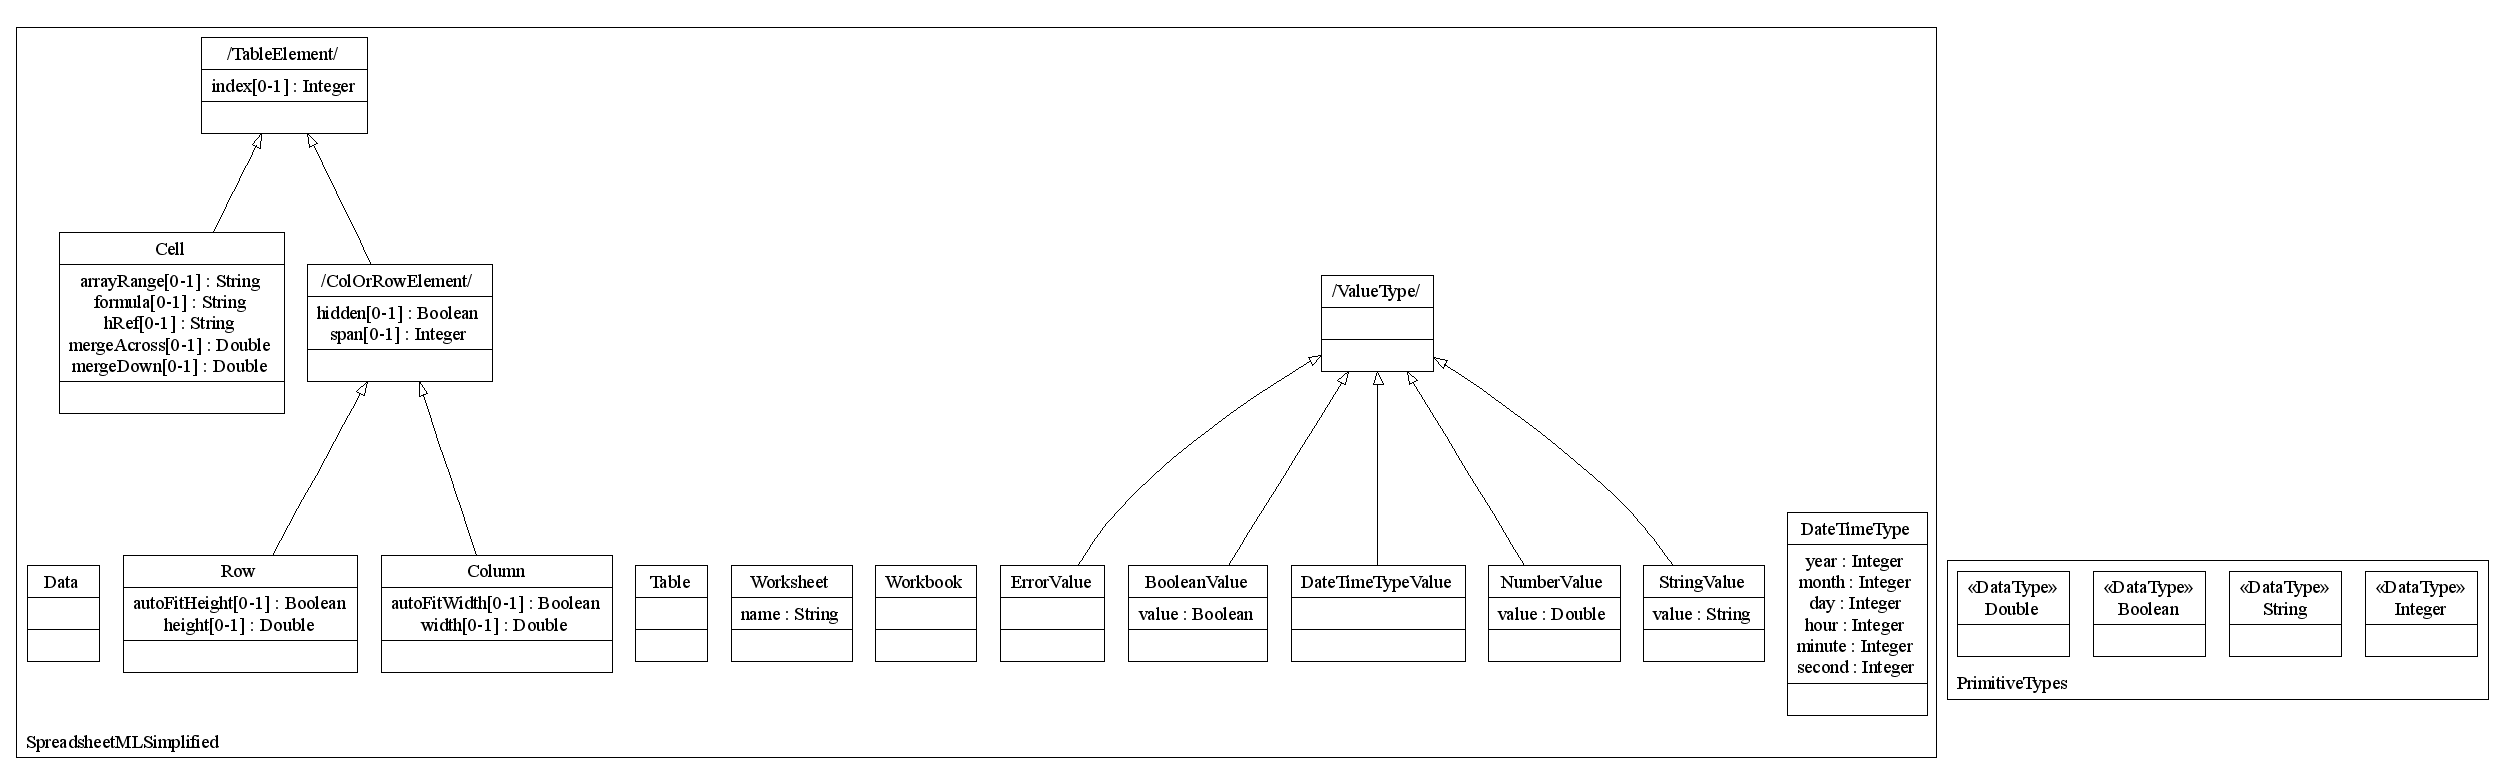 /TableElement/
index[0-1] : Integer
Cell
arrayRange[0-1] : String
formula[0-1] : String
hRef[0-1] : String
mergeAcross[0-1] : Double
mergeDown[0-1] : Double
/ColOrRowElement/
hidden[0-1] : Boolean
span[0-1] : Integer
/ValueType/
Data
Row
autoFitHeight[0-1] : Boolean
height[0-1] : Double
Column
autoFitWidth[0-1] : Boolean
width[0-1] : Double
Table
Worksheet
name : String
Workbook
ErrorValue
BooleanValue
value : Boolean
DateTimeTypeValue
NumberValue
value : Double
StringValue
value : String
DateTimeType
year : Integer
month : Integer
day : Integer
hour : Integer
minute : Integer
second : Integer
SpreadsheetMLSimplified
«DataType»
Double
«DataType»
Boolean
«DataType»
String
«DataType»
Integer
PrimitiveTypes